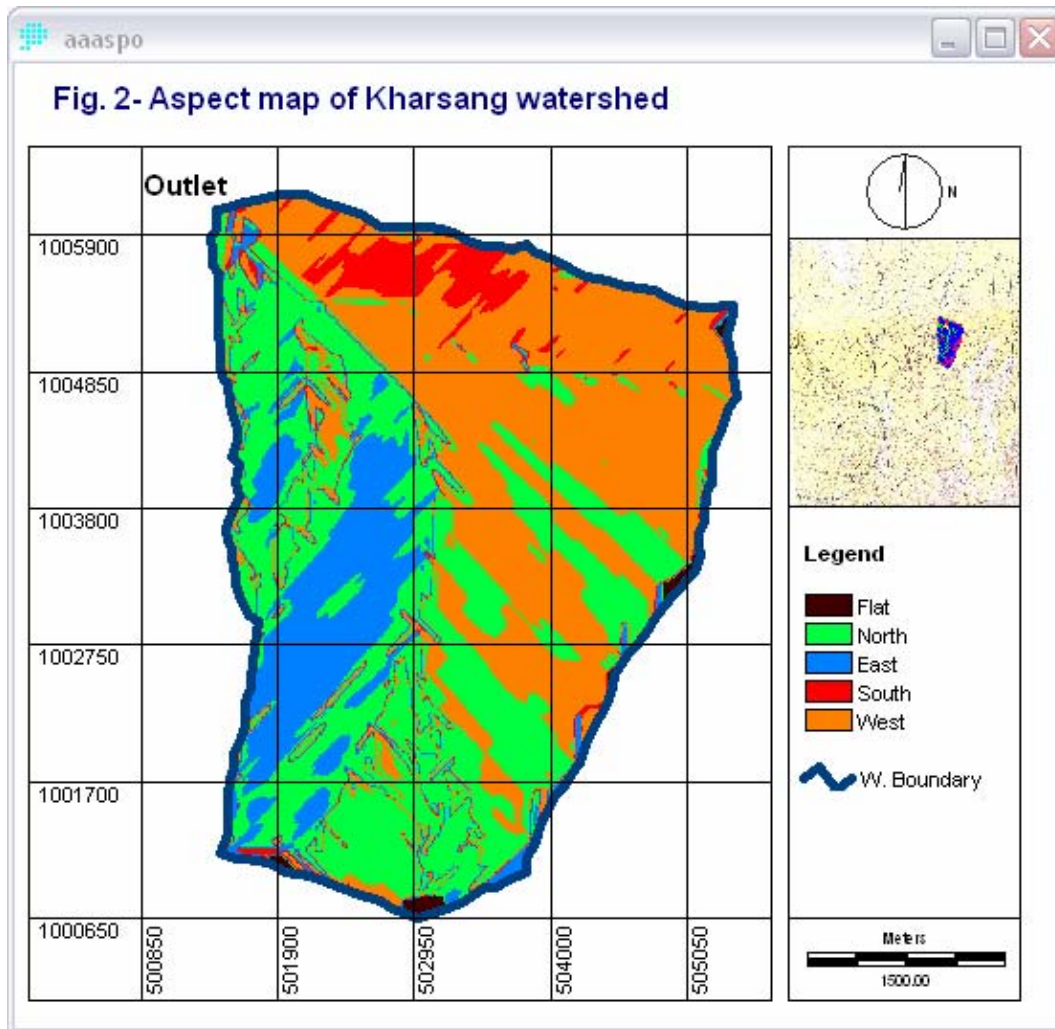 aaaspo
Fig. 2- Aspect map of Kharsang watershed
Outlet
N
1005900
1004850
1003800
1002750
1001700
1000650
500850
501900
502950
504000
505050
Legend
Flat
North
East
South
West
W. Boundary
Meters
1500.00